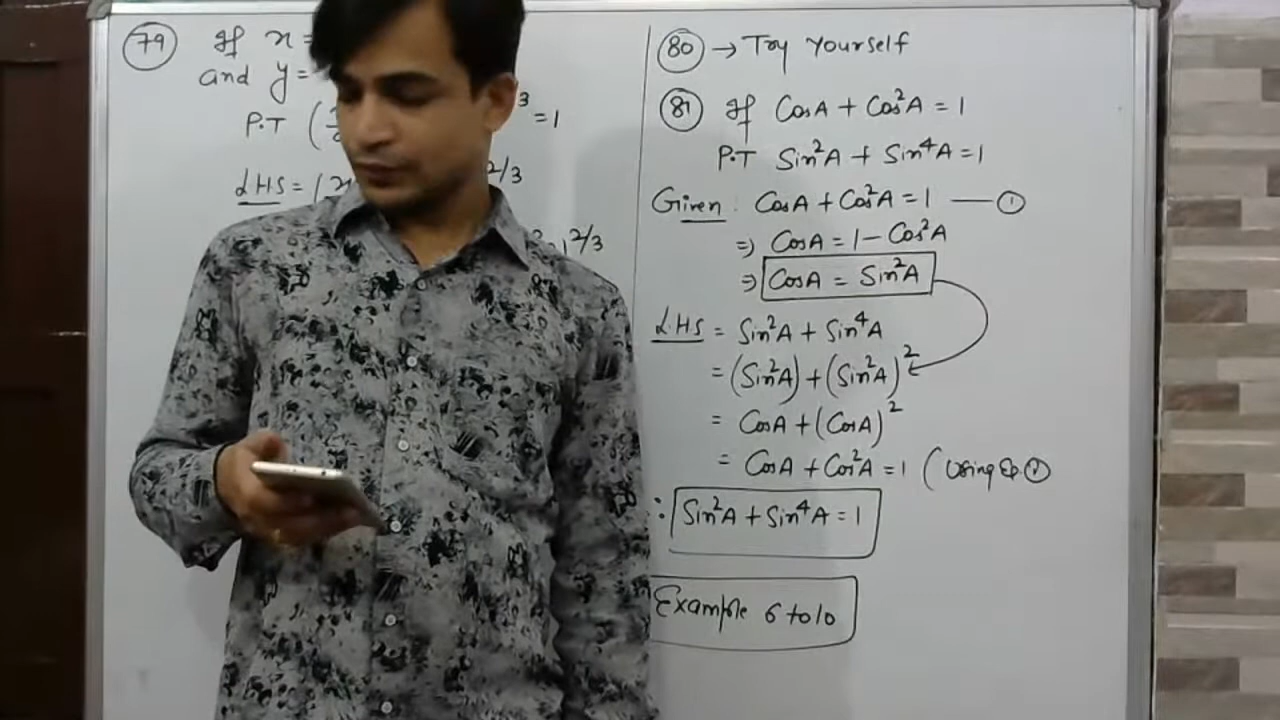 79 If x =
and y =
P.T ( 3 = 1
LHS = ( x 2/3
2/3
80 → Try Yourself
81 If CosA + Cos²A = 1
P.T Sin²A + Sin⁴A = 1
Given : CosA + Cos²A = 1 — ①
⇒ CosA = 1 - Cos²A
⇒ CosA = Sin²A
LHS = Sin²A + Sin⁴A
= (Sin²A) + (Sin²A)²
= CosA + (CosA)²
= CosA + Cos²A = 1 (Using Eq ①
∴ Sin²A + Sin⁴A = 1
Example 6 to 10